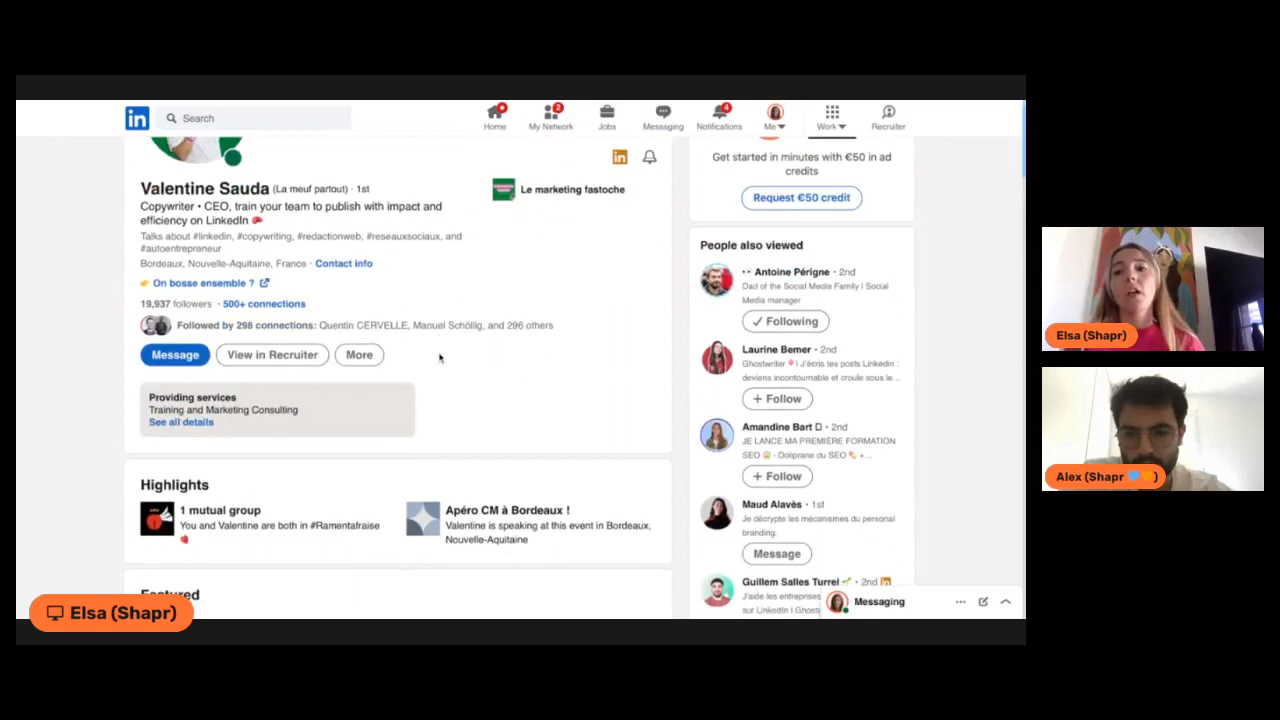 in
Search
Home
My Network
2
Jobs
Messaging
Notifications
4
Me
Work
Recruiter
in
Valentine Sauda (La meuf partout) · 1st
Le marketing fastoche
Copywriter • CEO, train your team to publish with impact and
efficiency on LinkedIn
Talks about #linkedin, #copywriting, #redactionweb, #reseauxsociaux, and
#autoentrepreneur
Bordeaux, Nouvelle-Aquitaine, France · Contact info
On bosse ensemble ?
19,937 followers · 500+ connections
Followed by 298 connections: Quentin CERVELLE, Manuel Schöllig, and 296 others
Message
View in Recruiter
More
Providing services
Training and Marketing Consulting
See all details
Highlights
1 mutual group
You and Valentine are both in #Ramentafraise
Apéro CM à Bordeaux !
Valentine is speaking at this event in Bordeaux,
Nouvelle-Aquitaine
Get started in minutes with €50 in ad
credits
Request €50 credit
People also viewed
Antoine Périgne · 2nd
Dad of the Social Media Family I Social
Media manager
Following
Laurine Bemer · 2nd
Ghostwriter I J'écris les posts Linkedin :
deviens incontournable et croule sous le...
+ Follow
Amandine Bart · 2nd
JE LANCE MA PREMIÈRE FORMATION
SEO - Doliprane du SEO +...
+ Follow
Maud Alavès · 1st
Je décrypte les mécanismes du personal
branding.
Message
Guillem Salles Turrel · 2nd in
J'aide les entreprises
sur LinkedIn I Ghost
Messaging
Elsa (Shapr)
Elsa (Shapr)
Alex (Shapr)